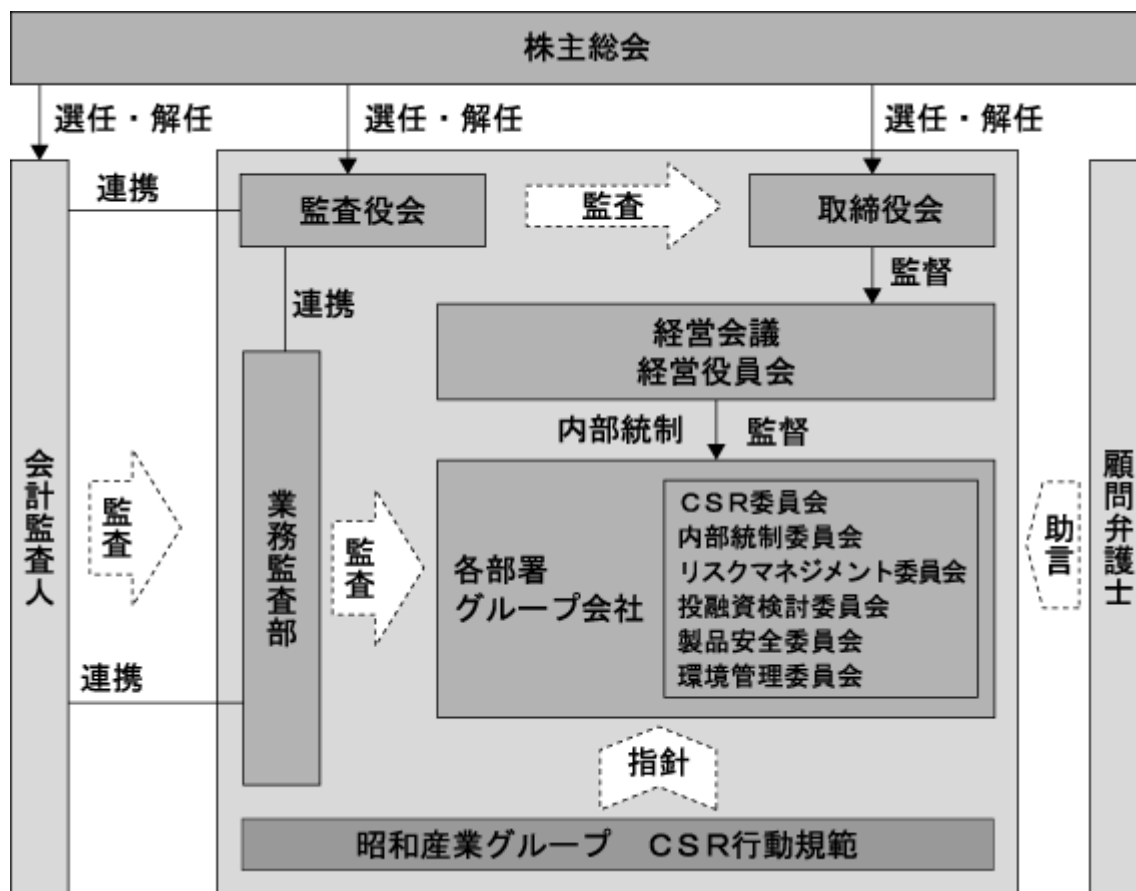 株主総会
選任・解任
選任・解任
選任・解任
連携
監査役会
監査
取締役会
監督
連携
経営会議
経営役員会
内部統制
監督
会計監査人
監査
業務監査部
監査
各部署
グループ会社
CSR委員会
内部統制委員会
リスクマネジメント委員会
投融資検討委員会
製品安全委員会
環境管理委員会
助言
顧問弁護士
連携
指針
昭和産業グループ　CSR行動規範